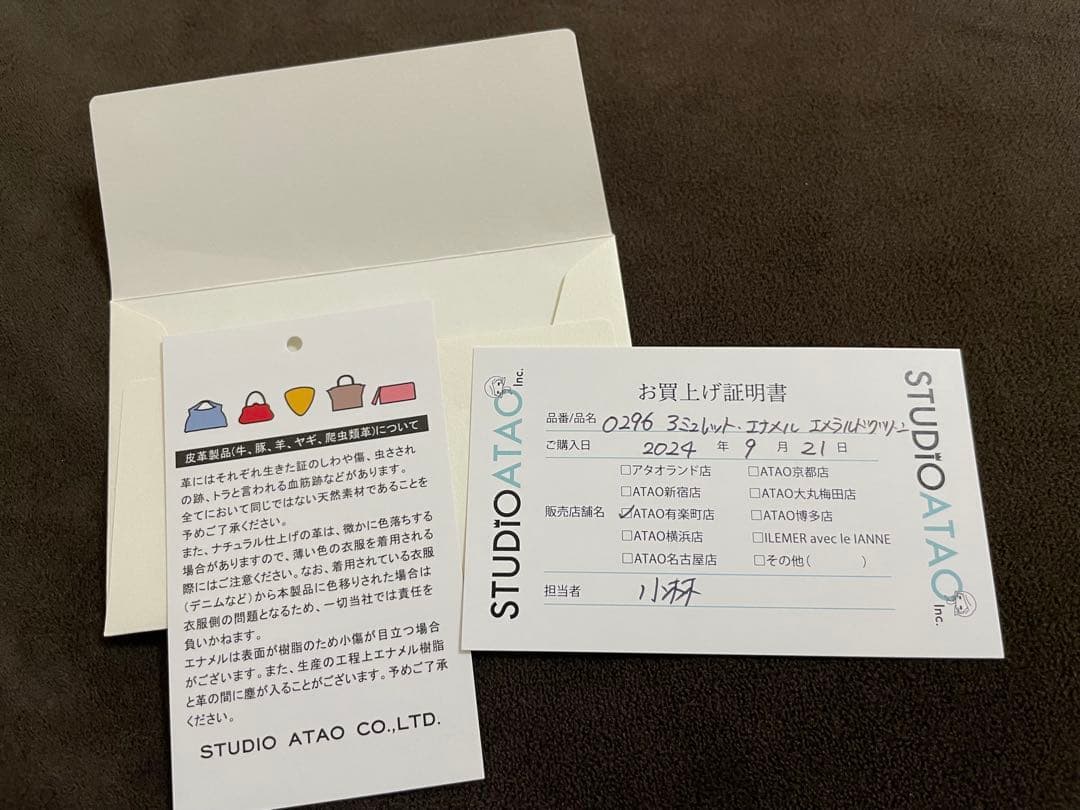 皮革製品(牛、豚、羊、ヤギ、爬虫類革)について
革にはそれぞれ生きた証のしわや傷、虫さされ
の跡、トラと言われる血筋跡などがあります。
全てにおいて同じではない天然素材であることを
予めご了承ください。
また、ナチュラル仕上げの革は、微かに色落ちする
場合がありますので、薄い色の衣服を着用される
際にはご注意ください。なお、着用されている衣服
(デニムなど)から本製品に色移りされた場合は
衣服側の問題となるため、一切当社では責任を
負いかねます。
エナメルは表面が樹脂のため小傷が目立つ場合
がございます。また、生産の工程上エナメル樹脂
と革の間に塵が入ることがございます。予めご了承
ください。
STUDIO ATAO CO.,LTD.
STUDIO ATAO Inc.
お買上げ証明書
品番/品名 0296 3ミュレット・エナメル エメラルドグリーン
ご購入日 2024 年 9 月 21 日
販売店舗名
□アタオランド店 □ATAO京都店
□ATAO新宿店 □ATAO大丸梅田店
☑ATAO有楽町店 □ATAO博多店
□ATAO横浜店 □ILEMER avec le IANNE
□ATAO名古屋店 □その他( )
担当者 小林
STUDIO ATAO Inc.